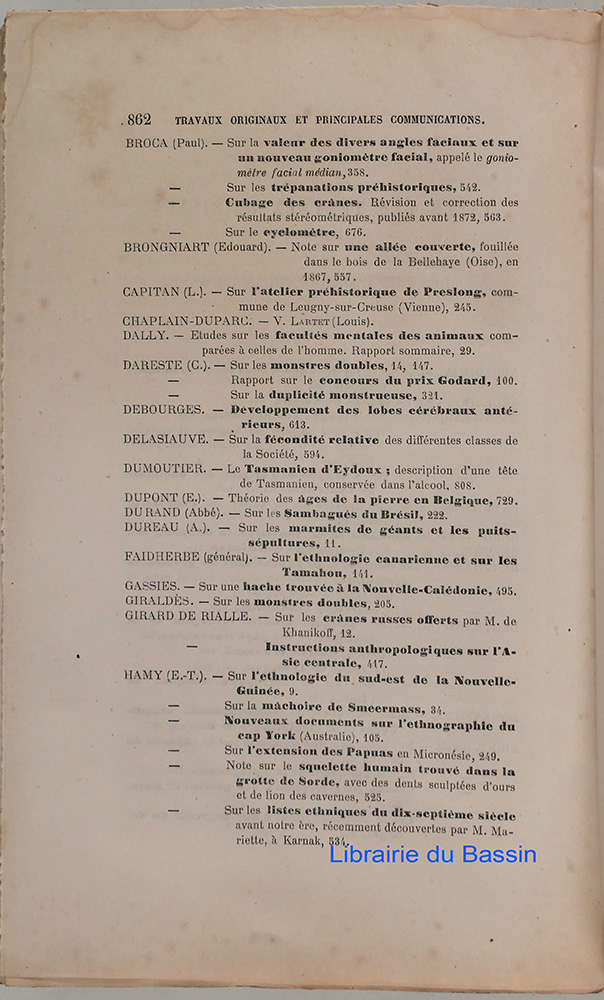 862 TRAVAUX ORIGINAUX ET PRINCIPALES COMMUNICATIONS.
BROCA (Paul). — Sur la valeur des divers angles faciaux et sur
un nouveau goniomètre facial, appelé le gonio-
mètre facial médian, 358.
— Sur les trépanations préhistoriques, 542.
— Cubage des crânes. Révision et correction des
résultats stéréométriques, publiés avant 1872, 563.
— Sur le cyclomètre, 676.
BRONGNIART (Edouard). — Note sur une allée couverte, fouillée
dans le bois de la Bellehaye (Oise), en
1867, 557.
CAPITAN (L.). — Sur l'atelier préhistorique de Preslong, com-
mune de Leugny-sur-Creuse (Vienne), 245.
CHAPLAIN-DUPARC. — V. LARTET (Louis).
DALLY. — Etudes sur les facultés mentales des animaux com-
parées à celles de l'homme. Rapport sommaire, 29.
DARESTE (C.). — Sur les monstres doubles, 14, 147.
— Rapport sur le concours du prix Godard, 100.
— Sur la duplicité monstrueuse, 321.
DEBOURGES. — Développement des lobes cérébraux anté-
rieurs, 613.
DELASIAUVE. — Sur la fécondité relative des différentes classes de
la Société, 594.
DUMOUTIER. — Le Tasmanien d'Eydoux ; description d'une tête
de Tasmanien, conservée dans l'alcool, 808.
DUPONT (E.). — Théorie des âges de la pierre en Belgique, 729.
DURAND (Abbé). — Sur les Sambaqués du Brésil, 222.
DUREAU (A.). — Sur les marmites de géants et les puits-
sépultures, 11.
FAIDHERBE (général). — Sur l'ethnologie canarienne et sur les
Tamahou, 141.
GASSIES. — Sur une hache trouvée à la Nouvelle-Calédonie, 495.
GIRALDÈS. — Sur les monstres doubles, 205.
GIRARD DE RIALLE. — Sur les crânes russes offerts par M. de
Khanikoff, 12.
— Instructions anthropologiques sur l'A-
sie centrale, 417.
HAMY (E.-T.). — Sur l'ethnologie du sud-est de la Nouvelle-
Guinée, 9.
— Sur la mâchoire de Smeermass, 34.
— Nouveaux documents sur l'ethnographie du
cap York (Australie), 105.
— Sur l'extension des Papuas en Micronésie, 249.
— Note sur le squelette humain trouvé dans la
grotte de Sorde, avec des dents sculptées d'ours
et de lion des cavernes, 525.
— Sur les listes ethniques du dix-septième siècle
avant notre ère, récemment découvertes par M. Ma-
riette, à Karnak, 534.
Librairie du Bassin